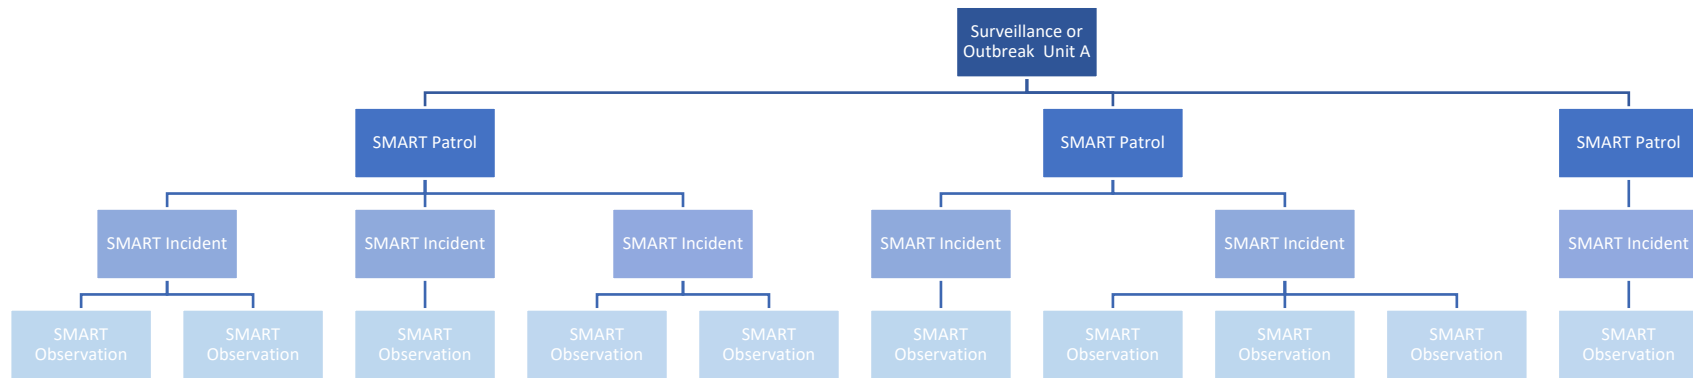 Surveillance or
Outbreak Unit A
SMART Patrol
SMART Patrol
SMART Patrol
SMART Incident
SMART Incident
SMART Incident
SMART Incident
SMART Incident
SMART Incident
SMART
Observation
SMART
Observation
SMART
Observation
SMART
Observation
SMART
Observation
SMART
Observation
SMART
Observation
SMART
Observation
SMART
Observation
SMART
Observation